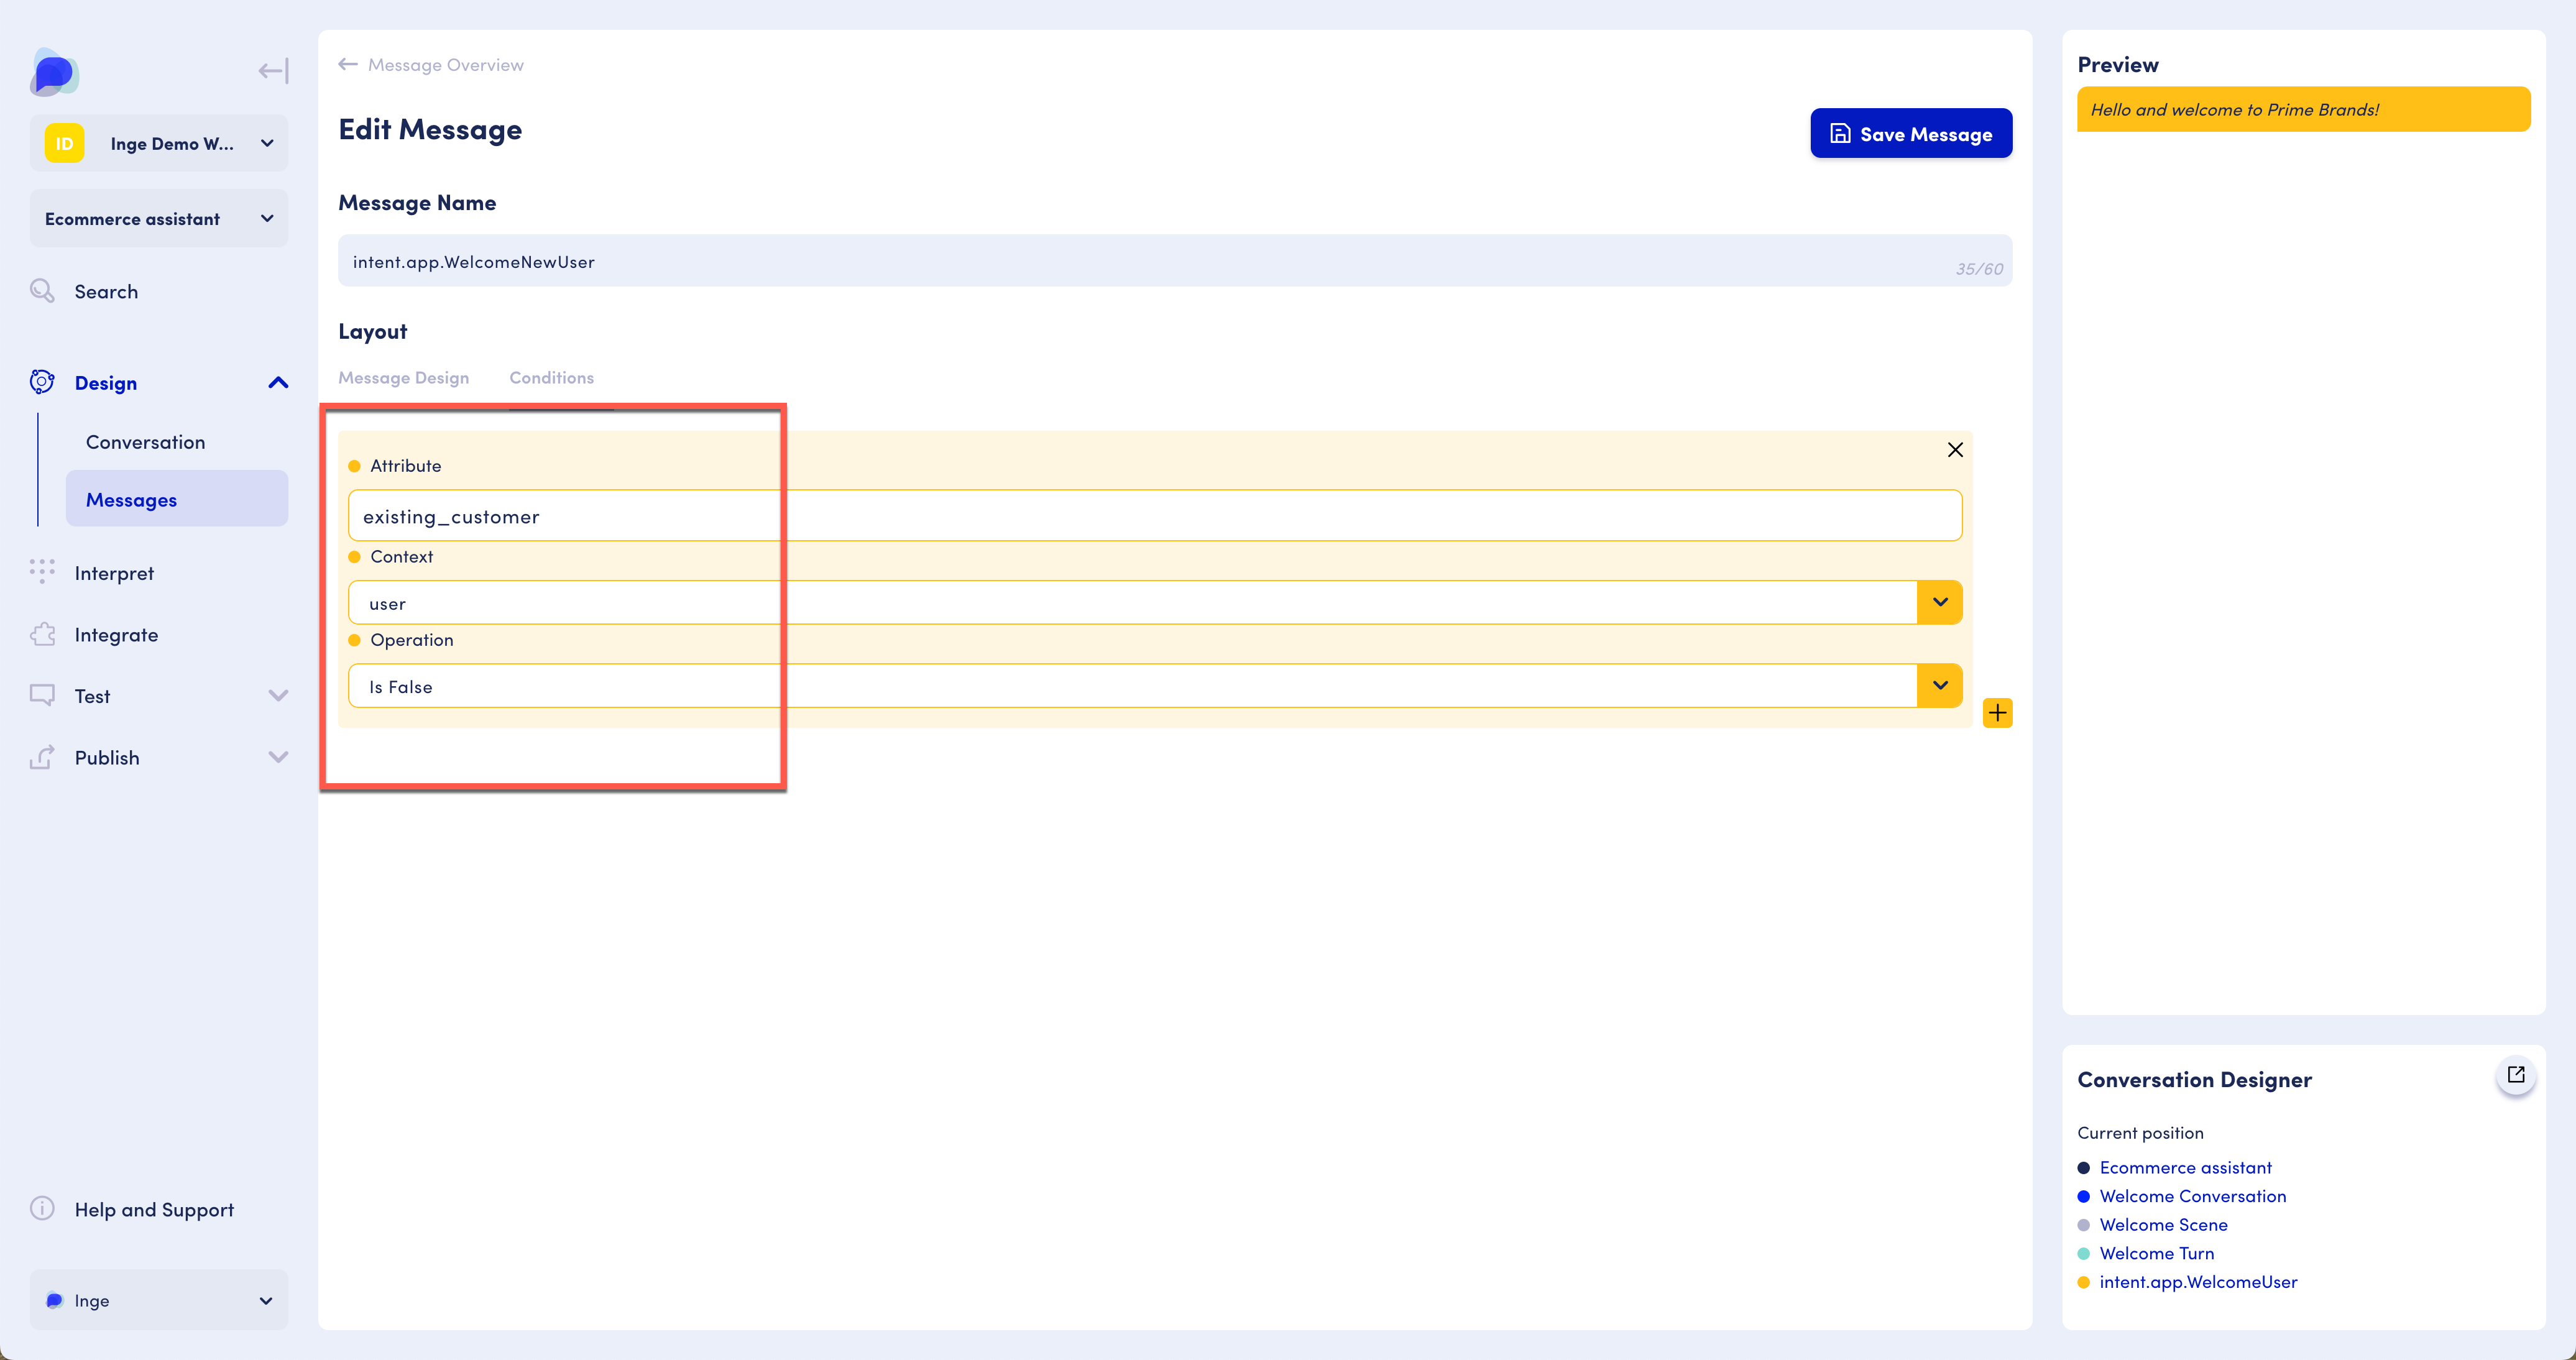 ID
Inge Demo W...
Ecommerce assistant
Search
Design
Conversation
Messages
Interpret
Integrate
Test
Publish
Help and Support
Inge
Message Overview
Edit Message
Save Message
Message Name
intent.app.WelcomeNewUser
35/60
Layout
Message Design Conditions
Attribute
existing_customer
Context
user
Operation
Is False
Preview
Hello and welcome to Prime Brands!
Conversation Designer
Current position
Ecommerce assistant
Welcome Conversation
Welcome Scene
Welcome Turn
intent.app.WelcomeUser